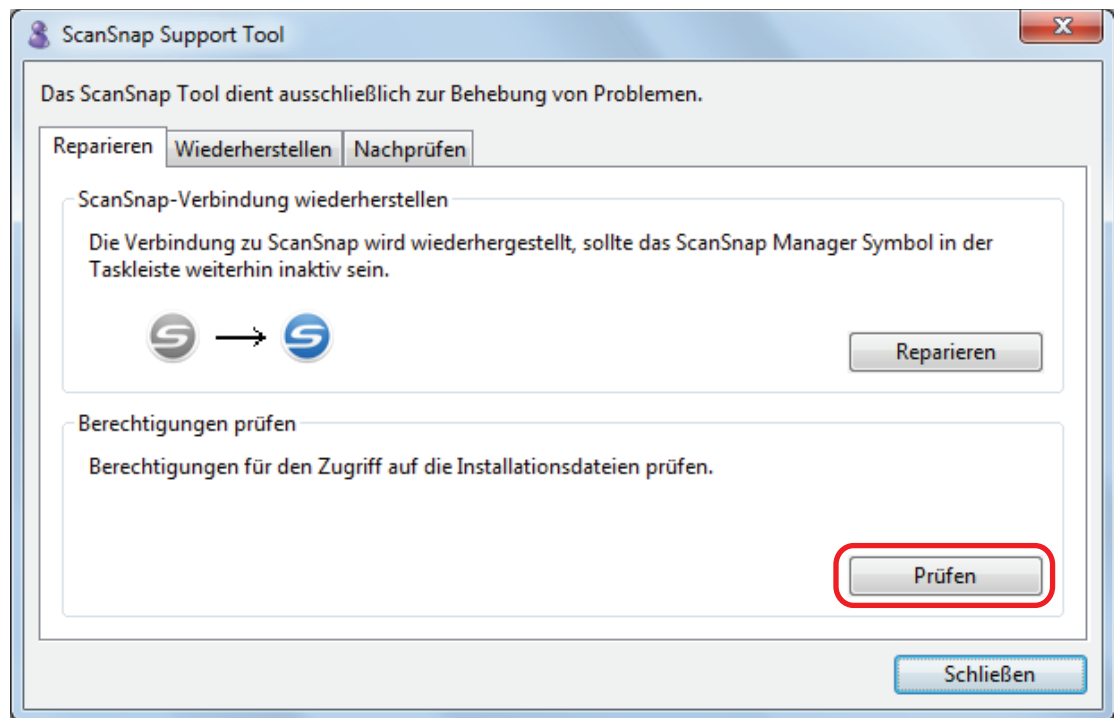 ScanSnap Support Tool
Das ScanSnap Tool dient ausschließlich zur Behebung von Problemen.
Reparieren Wiederherstellen Nachprüfen
ScanSnap-Verbindung wiederherstellen
Die Verbindung zu ScanSnap wird wiederhergestellt, sollte das ScanSnap Manager Symbol in der
Taskleiste weiterhin inaktiv sein.
Reparieren
Berechtigungen prüfen
Berechtigungen für den Zugriff auf die Installationsdateien prüfen.
Prüfen
Schließen